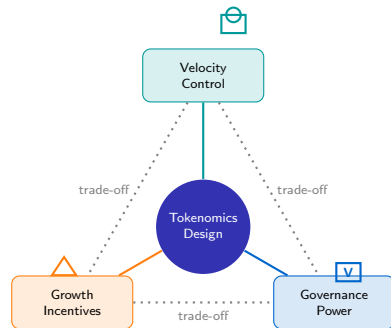 Velocity
Control
trade-off
trade-off
Tokenomics
Design
V
Growth
Incentives
trade-off
Governance
Power